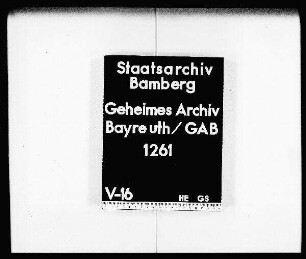 Staatsarchiv
Bamberg
Geheimes Archiv
Bayreuth/GAB
1261
V-16 HE GS